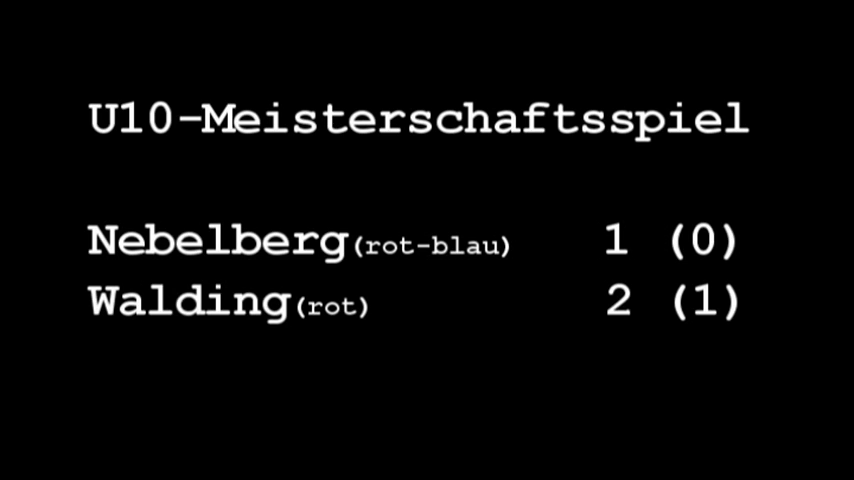 U10-Meisterschaftsspiel
Nebelberg(rot-blau) 1 (0)
Walding(rot) 2 (1)